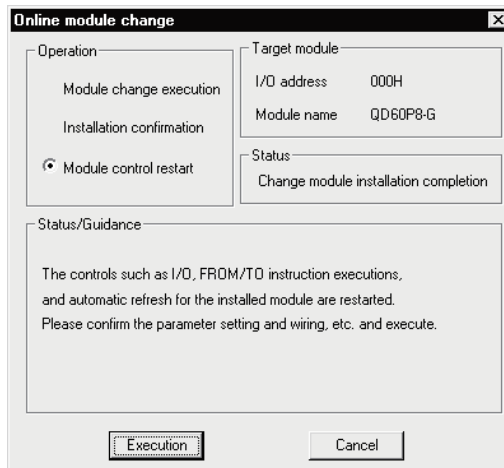 Online module change
Operation
Module change execution
Installation confirmation
Module control restart
Target module
I/O address 000H
Module name QD60P8-G
Status
Change module installation completion
Status/Guidance
The controls such as I/O, FROM/TO instruction executions,
and automatic refresh for the installed module are restarted.
Please confirm the parameter setting and wiring, etc. and execute.
Execution Cancel